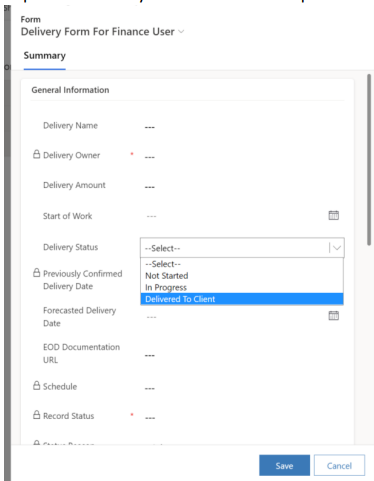 Form
Delivery Form For Finance User
Summary
General Information
Delivery Name ---
Delivery Owner * ---
Delivery Amount ---
Start of Work ---
Delivery Status --Select--
--Select--
Not Started
In Progress
Delivered To Client
Previously Confirmed
Delivery Date
Forecasted Delivery
Date ---
EOD Documentation
URL ---
Schedule ---
Record Status * ---
Save Cancel